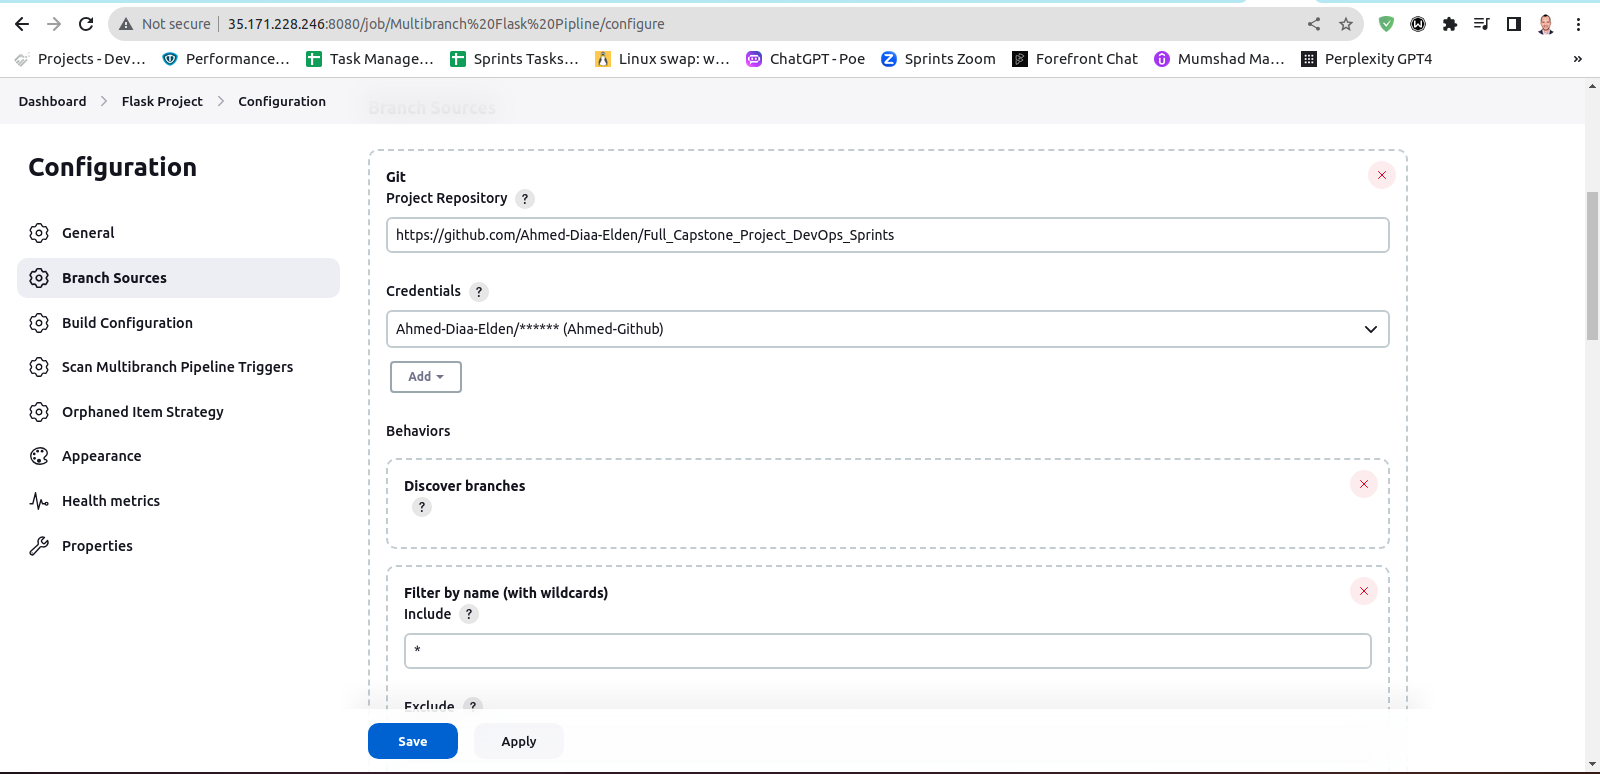 Not secure 35.171.228.246:8080/job/Multibranch%20Flask%20Pipline/configure
Projects - Dev... Performance... Task Manage... Sprints Tasks... Linux swap: w... ChatGPT - Poe Sprints Zoom Forefront Chat Mumshad Ma... Perplexity GPT4 »
Dashboard Flask Project Configuration
Branch Sources
Configuration
General
Branch Sources
Build Configuration
Scan Multibranch Pipeline Triggers
Orphaned Item Strategy
Appearance
Health metrics
Properties
Git
Project Repository ?
https://github.com/Ahmed-Diaa-Elden/Full_Capstone_Project_DevOps_Sprints
Credentials ?
Ahmed-Diaa-Elden/****** (Ahmed-Github)
Add
Behaviors
Discover branches
?
Filter by name (with wildcards)
Include ?
*
Exclude ?
Save Apply